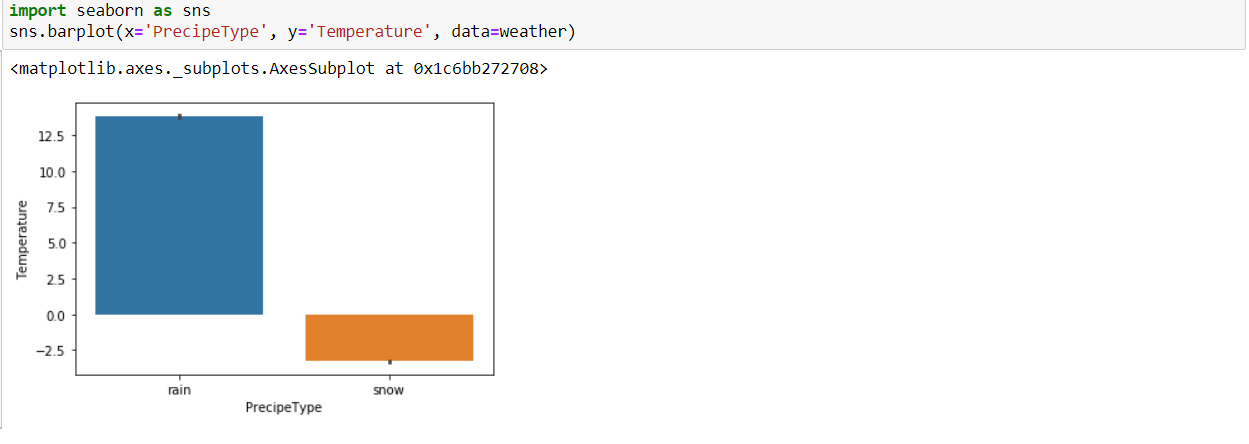 import seaborn as sns
sns.barplot(x='PrecipeType', y='Temperature', data=weather)
<matplotlib.axes._subplots.AxesSubplot at 0x1c6bb272708>
12.5
10.0
7.5
5.0
2.5
0.0
−2.5
Temperature
rain
snow
PrecipeType